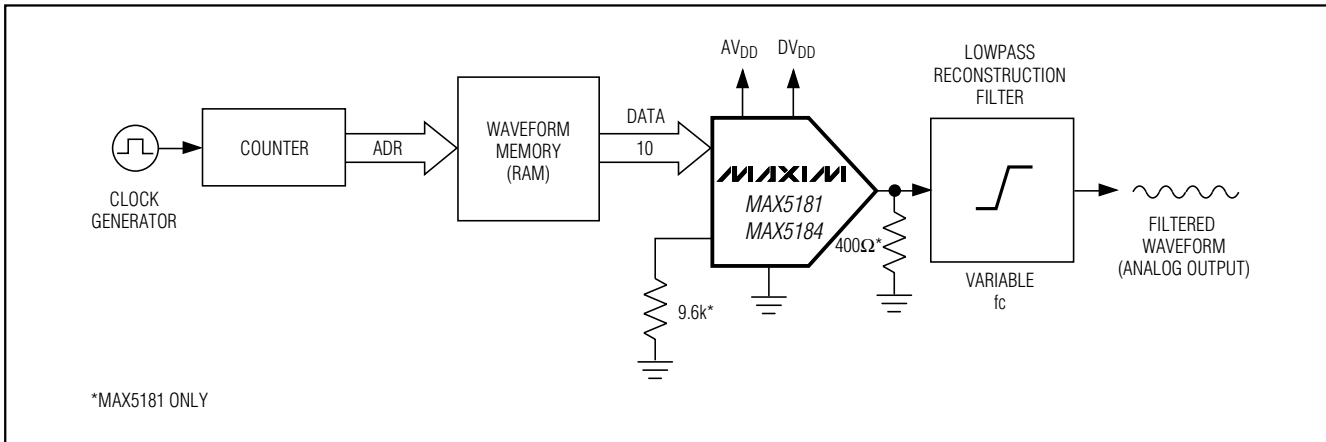 CLOCK
GENERATOR
COUNTER
ADR
WAVEFORM
MEMORY
(RAM)
DATA
10
AVDD
DVDD
MAXIM
MAX5181
MAX5184
9.6k*
400Ω*
LOWPASS
RECONSTRUCTION
FILTER
VARIABLE
fc
FILTERED
WAVEFORM
(ANALOG OUTPUT)
*MAX5181 ONLY